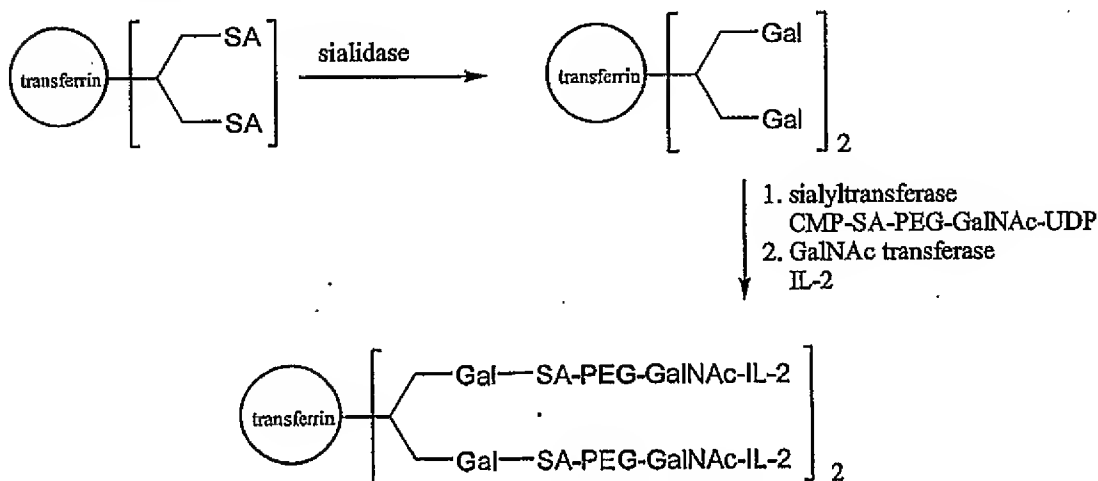 SA
transferrin
SA
sialidase
Gal
transferrin
Gal
2
1. sialyltransferase
CMP-SA-PEG-GalNAc-UDP
2. GalNAc transferase
IL-2
Gal—SA-PEG-GalNAc-IL-2
transferrin
Gal—SA-PEG-GalNAc-IL-2
2